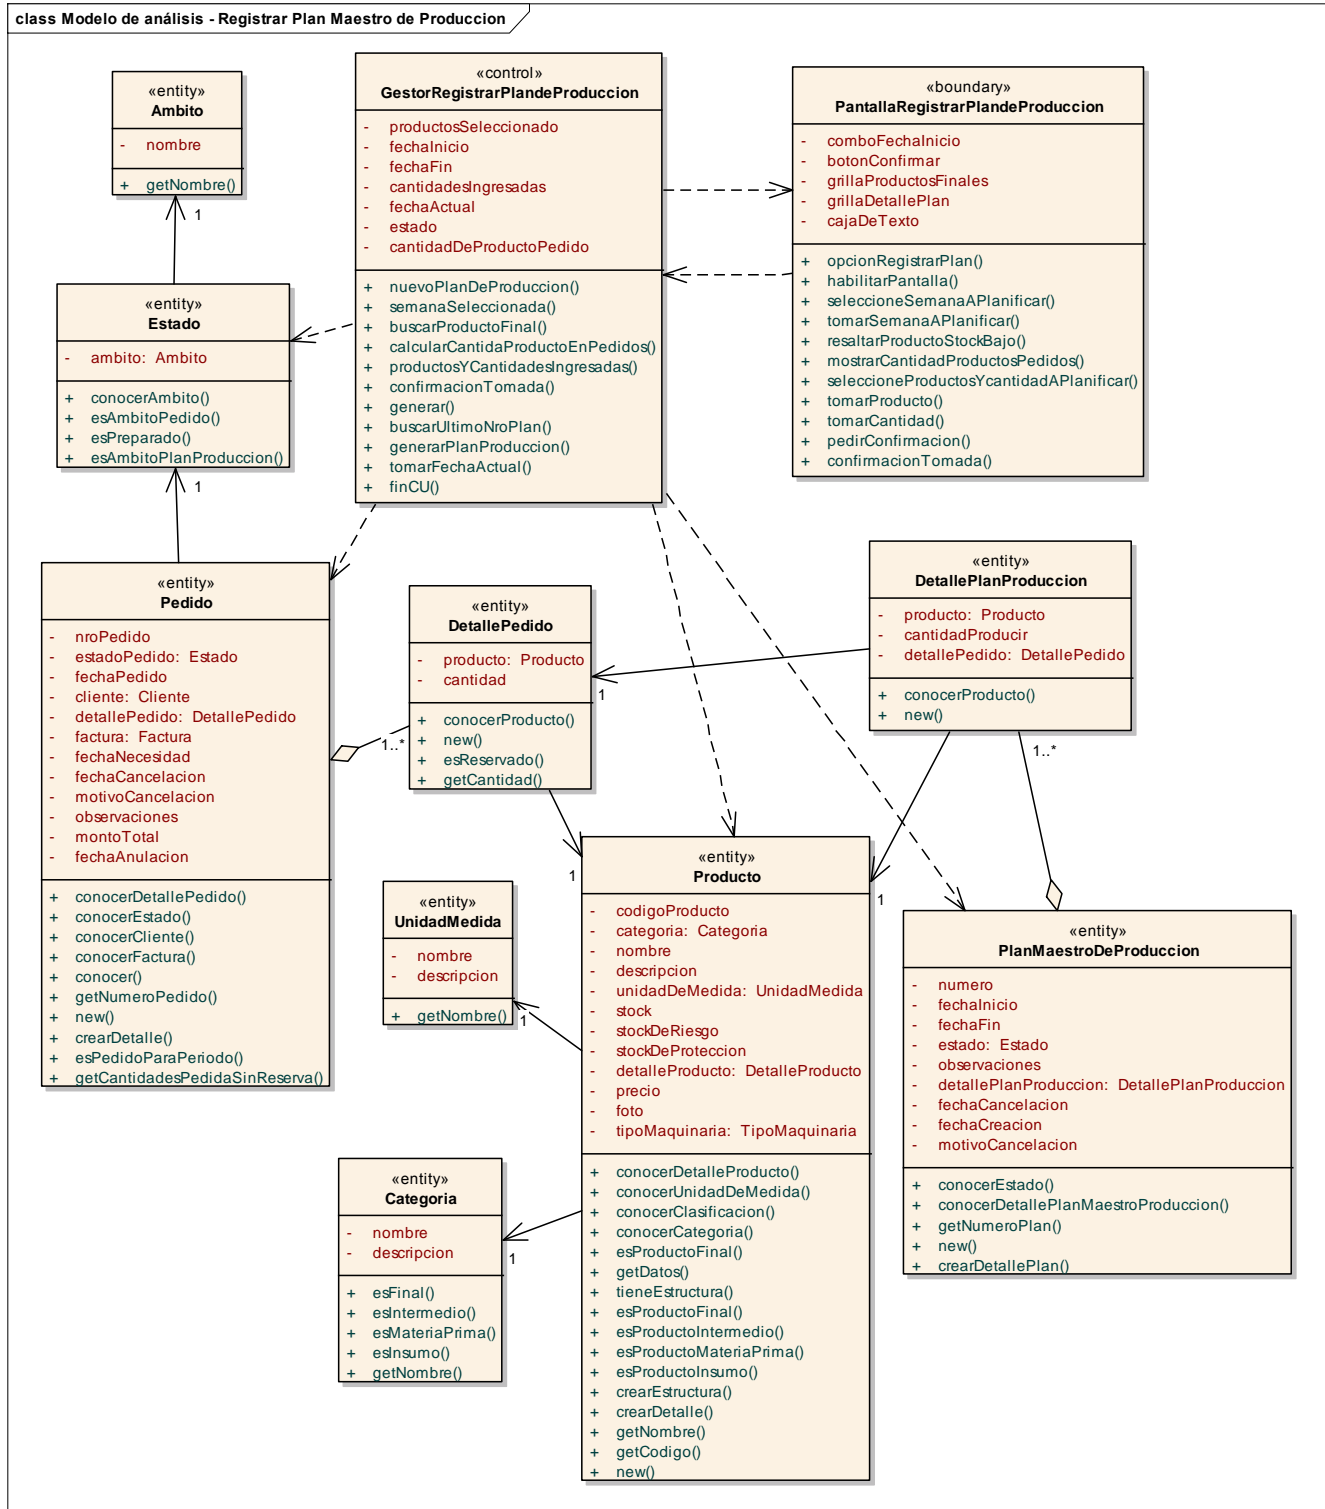 class Modelo de análisis - Registrar Plan Maestro de Produccion
«entity»
Ambito
- nombre
+ getNombre()
1
«control»
GestorRegistrarPlandeProduccion
- productosSeleccionado
- fechaInicio
- fechaFin
- cantidadesIngresadas
- fechaActual
- estado
- cantidadDeProductoPedido
+ nuevoPlanDeProduccion()
+ semanaSeleccionada()
+ buscarProductoFinal()
+ calcularCantidaProductoEnPedidos()
+ productosYCantidadesIngresadas()
+ confirmacionTomada()
+ generar()
+ buscarUltimoNroPlan()
+ generarPlanProduccion()
+ tomarFechaActual()
+ finCU()
«boundary»
PantallaRegistrarPlandeProduccion
- comboFechaInicio
- botonConfirmar
- grillaProductosFinales
- grillaDetallePlan
- cajaDeTexto
+ opcionRegistrarPlan()
+ habilitarPantalla()
+ seleccioneSemanaAPlanificar()
+ tomarSemanaAPlanificar()
+ resaltarProductoStockBajo()
+ mostrarCantidadProductosPedidos()
+ seleccioneProductosYcantidadAPlanificar()
+ tomarProducto()
+ tomarCantidad()
+ pedirConfirmacion()
+ confirmacionTomada()
«entity»
Estado
- ambito: Ambito
+ conocerAmbito()
+ esAmbitoPedido()
+ esPreparado()
+ esAmbitoPlanProduccion()
1
«entity»
Pedido
- nroPedido
- estadoPedido: Estado
- fechaPedido
- cliente: Cliente
- detallePedido: DetallePedido
- factura: Factura
- fechaNecesidad
- fechaCancelacion
- motivoCancelacion
- observaciones
- montoTotal
- fechaAnulacion
+ conocerDetallePedido()
+ conocerEstado()
+ conocerCliente()
+ conocerFactura()
+ conocer()
+ getNumeroPedido()
+ new()
+ crearDetalle()
+ esPedidoParaPeriodo()
+ getCantidadesPedidaSinReserva()
1..*
«entity»
DetallePedido
- producto: Producto
- cantidad
+ conocerProducto()
+ new()
+ esReservado()
+ getCantidad()
1
1
«entity»
DetallePlanProduccion
- producto: Producto
- cantidadProducir
- detallePedido: DetallePedido
+ conocerProducto()
+ new()
1..*
1
«entity»
UnidadMedida
- nombre
- descripcion
+ getNombre()
1
«entity»
Producto
- codigoProducto
- categoria: Categoria
- nombre
- descripcion
- unidadDeMedida: UnidadMedida
- stock
- stockDeRiesgo
- stockDeProteccion
- detalleProducto: DetalleProducto
- precio
- foto
- tipoMaquinaria: TipoMaquinaria
+ conocerDetalleProducto()
+ conocerUnidadDeMedida()
+ conocerClasificacion()
+ conocerCategoria()
+ esProductoFinal()
+ getDatos()
+ tieneEstructura()
+ esProductoFinal()
+ esProductoIntermedio()
+ esProductoMateriaPrima()
+ esProductoInsumo()
+ crearEstructura()
+ crearDetalle()
+ getNombre()
+ getCodigo()
+ new()
«entity»
PlanMaestroDeProduccion
- numero
- fechaInicio
- fechaFin
- estado: Estado
- observaciones
- detallePlanProduccion: DetallePlanProduccion
- fechaCancelacion
- fechaCreacion
- motivoCancelacion
+ conocerEstado()
+ conocerDetallePlanMaestroProduccion()
+ getNumeroPlan()
+ new()
+ crearDetallePlan()
«entity»
Categoria
- nombre
- descripcion
+ esFinal()
+ esIntermedio()
+ esMateriaPrima()
+ esInsumo()
+ getNombre()
1